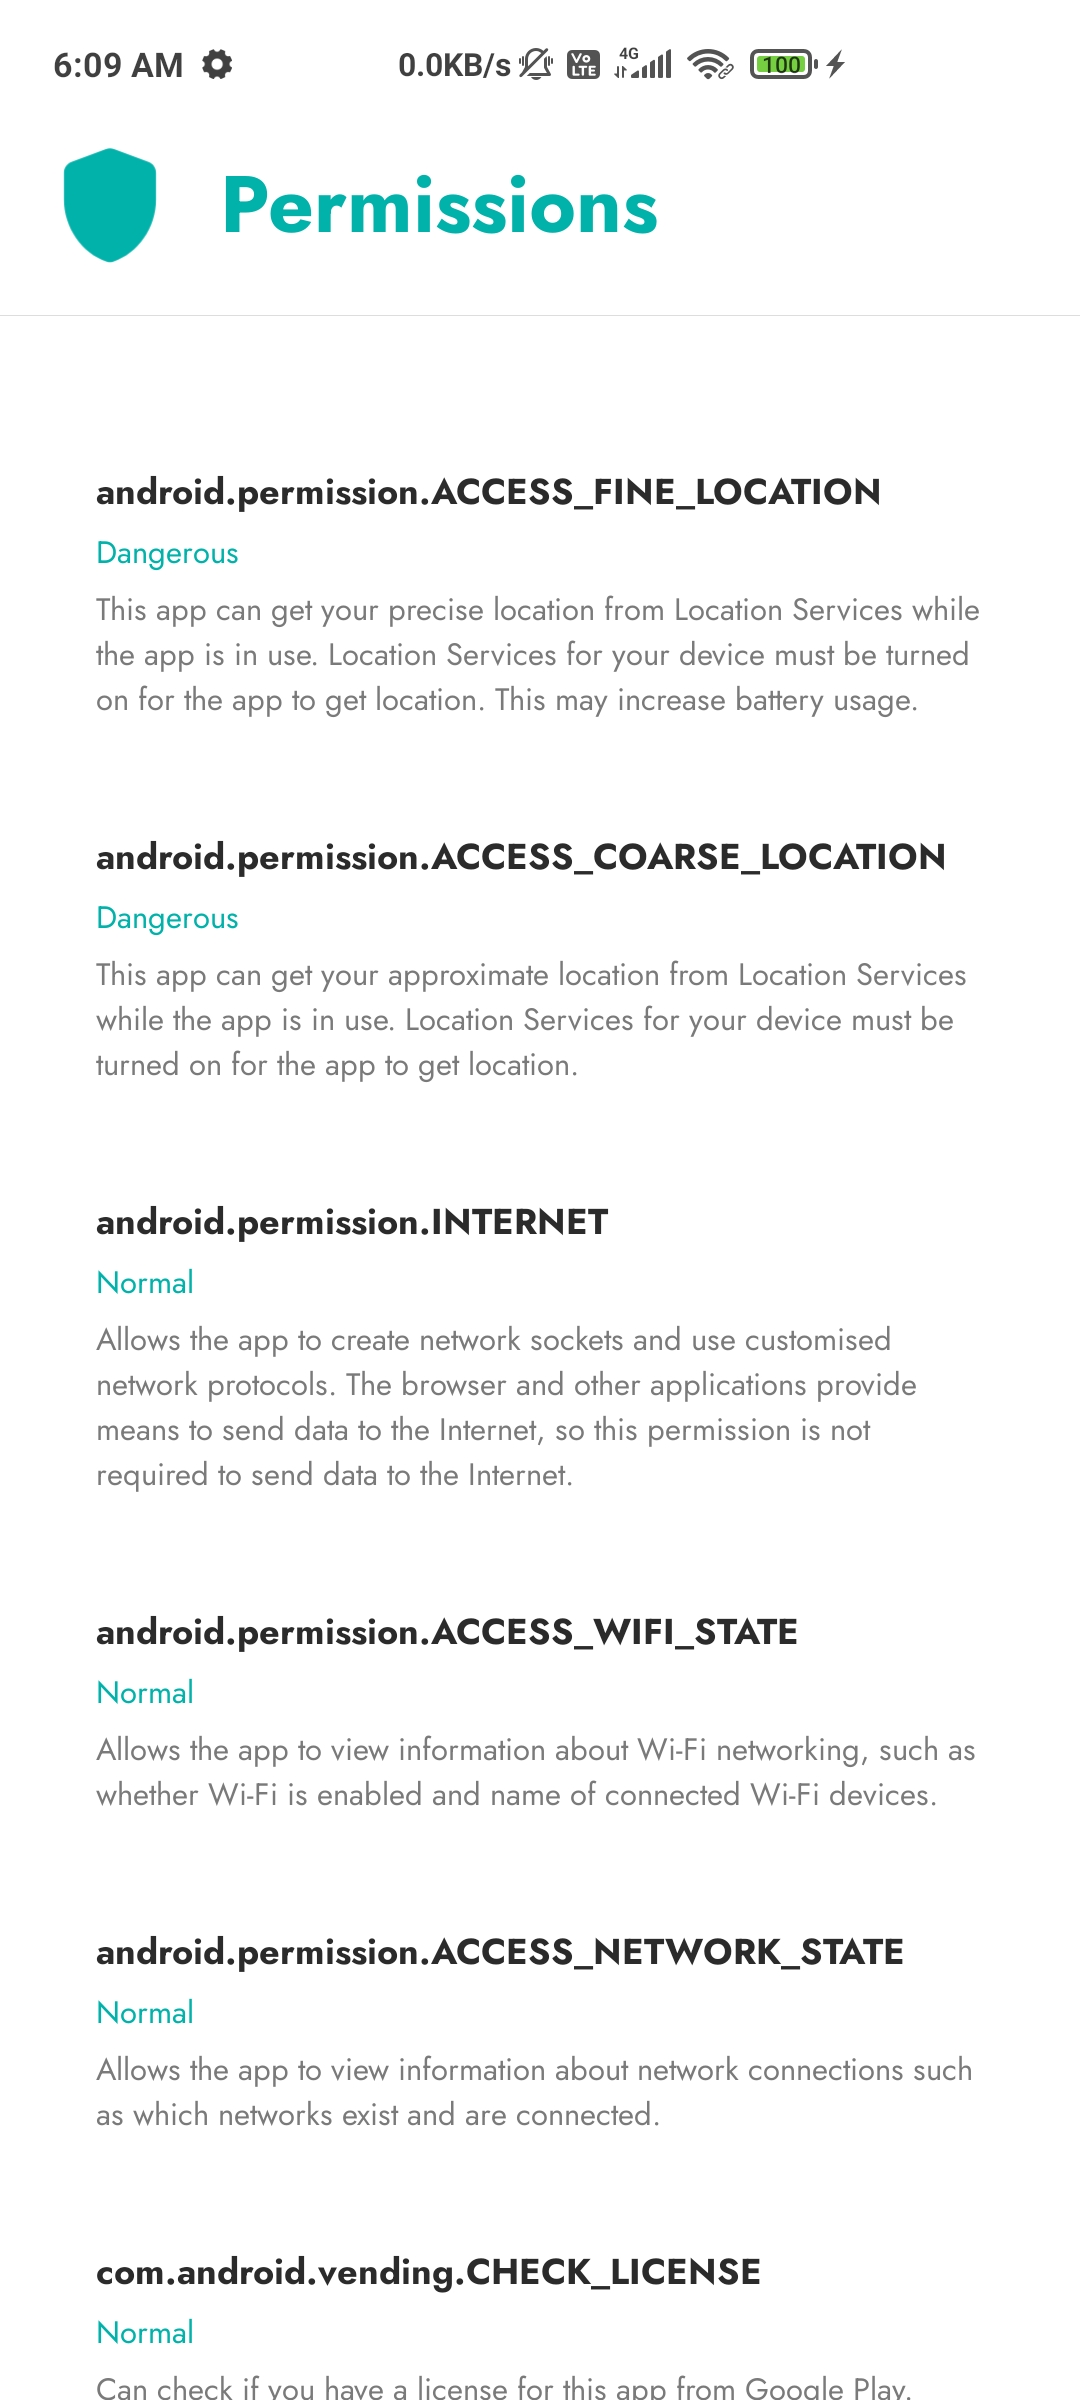 6:09 AM 0.0KB/s Vo LTE 4G 100
Permissions
android.permission.ACCESS_FINE_LOCATION
Dangerous
This app can get your precise location from Location Services while
the app is in use. Location Services for your device must be turned
on for the app to get location. This may increase battery usage.
android.permission.ACCESS_COARSE_LOCATION
Dangerous
This app can get your approximate location from Location Services
while the app is in use. Location Services for your device must be
turned on for the app to get location.
android.permission.INTERNET
Normal
Allows the app to create network sockets and use customised
network protocols. The browser and other applications provide
means to send data to the Internet, so this permission is not
required to send data to the Internet.
android.permission.ACCESS_WIFI_STATE
Normal
Allows the app to view information about Wi-Fi networking, such as
whether Wi-Fi is enabled and name of connected Wi-Fi devices.
android.permission.ACCESS_NETWORK_STATE
Normal
Allows the app to view information about network connections such
as which networks exist and are connected.
com.android.vending.CHECK_LICENSE
Normal
Can check if you have a license for this app from Google Play.